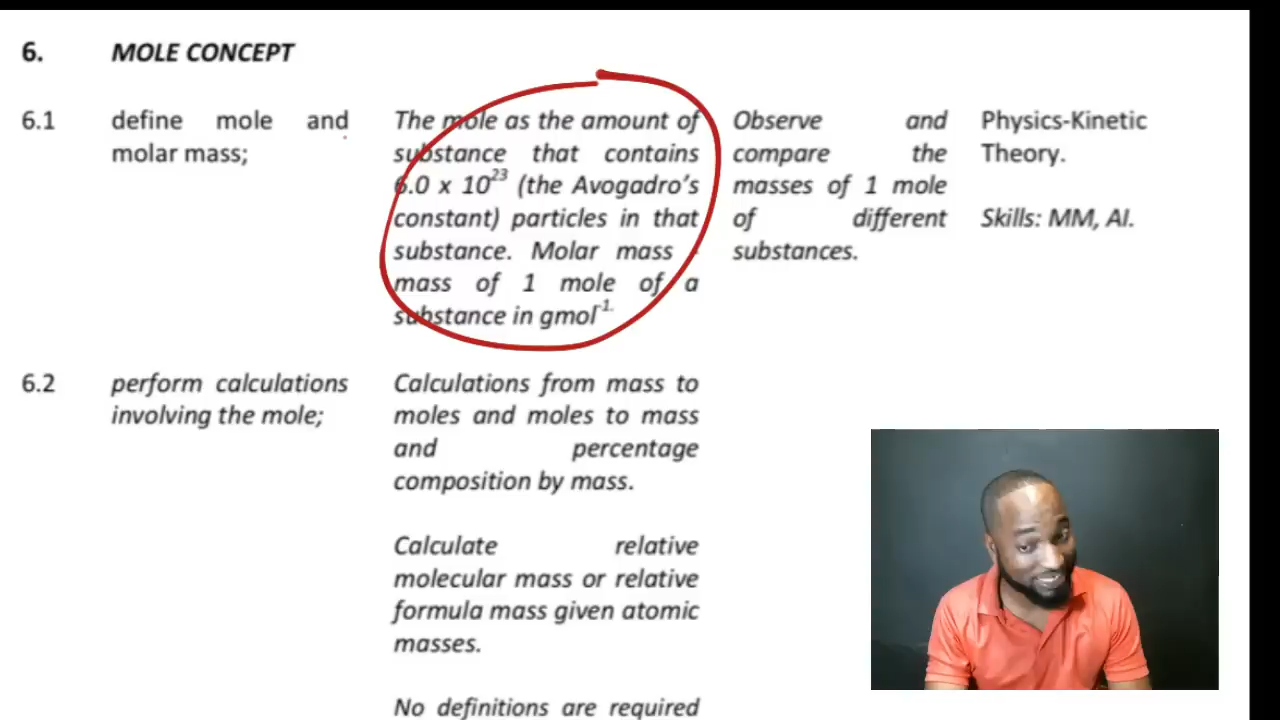 6. MOLE CONCEPT
6.1 define mole and
molar mass;
The mole as the amount of
substance that contains
6.0 x 10²³ (the Avogadro's
constant) particles in that
substance. Molar mass -
mass of 1 mole of a
substance in gmol⁻¹.
Observe and
compare the
masses of 1 mole
of different
substances.
Physics-Kinetic
Theory.
Skills: MM, AI.
6.2 perform calculations
involving the mole;
Calculations from mass to
moles and moles to mass
and percentage
composition by mass.
Calculate relative
molecular mass or relative
formula mass given atomic
masses.
No definitions are required